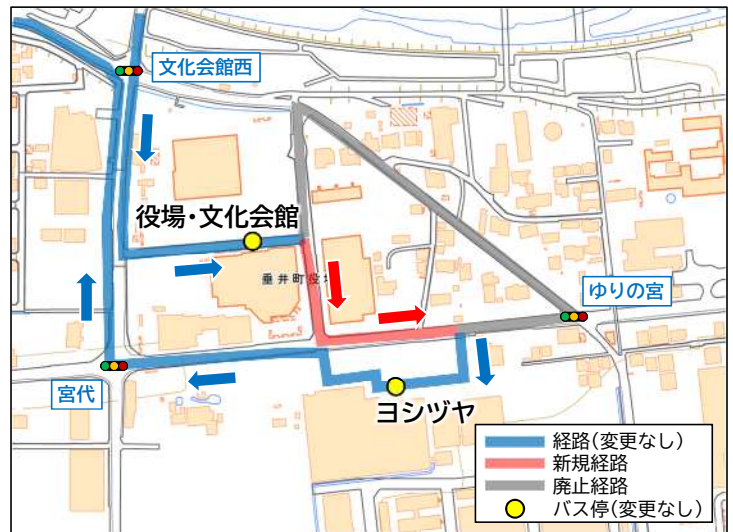 文化会館西
役場・文化会館
垂井町役場
ゆりの宮
宮代
ヨシヅヤ
経路(変更なし)
新規経路
廃止経路
バス停(変更なし)